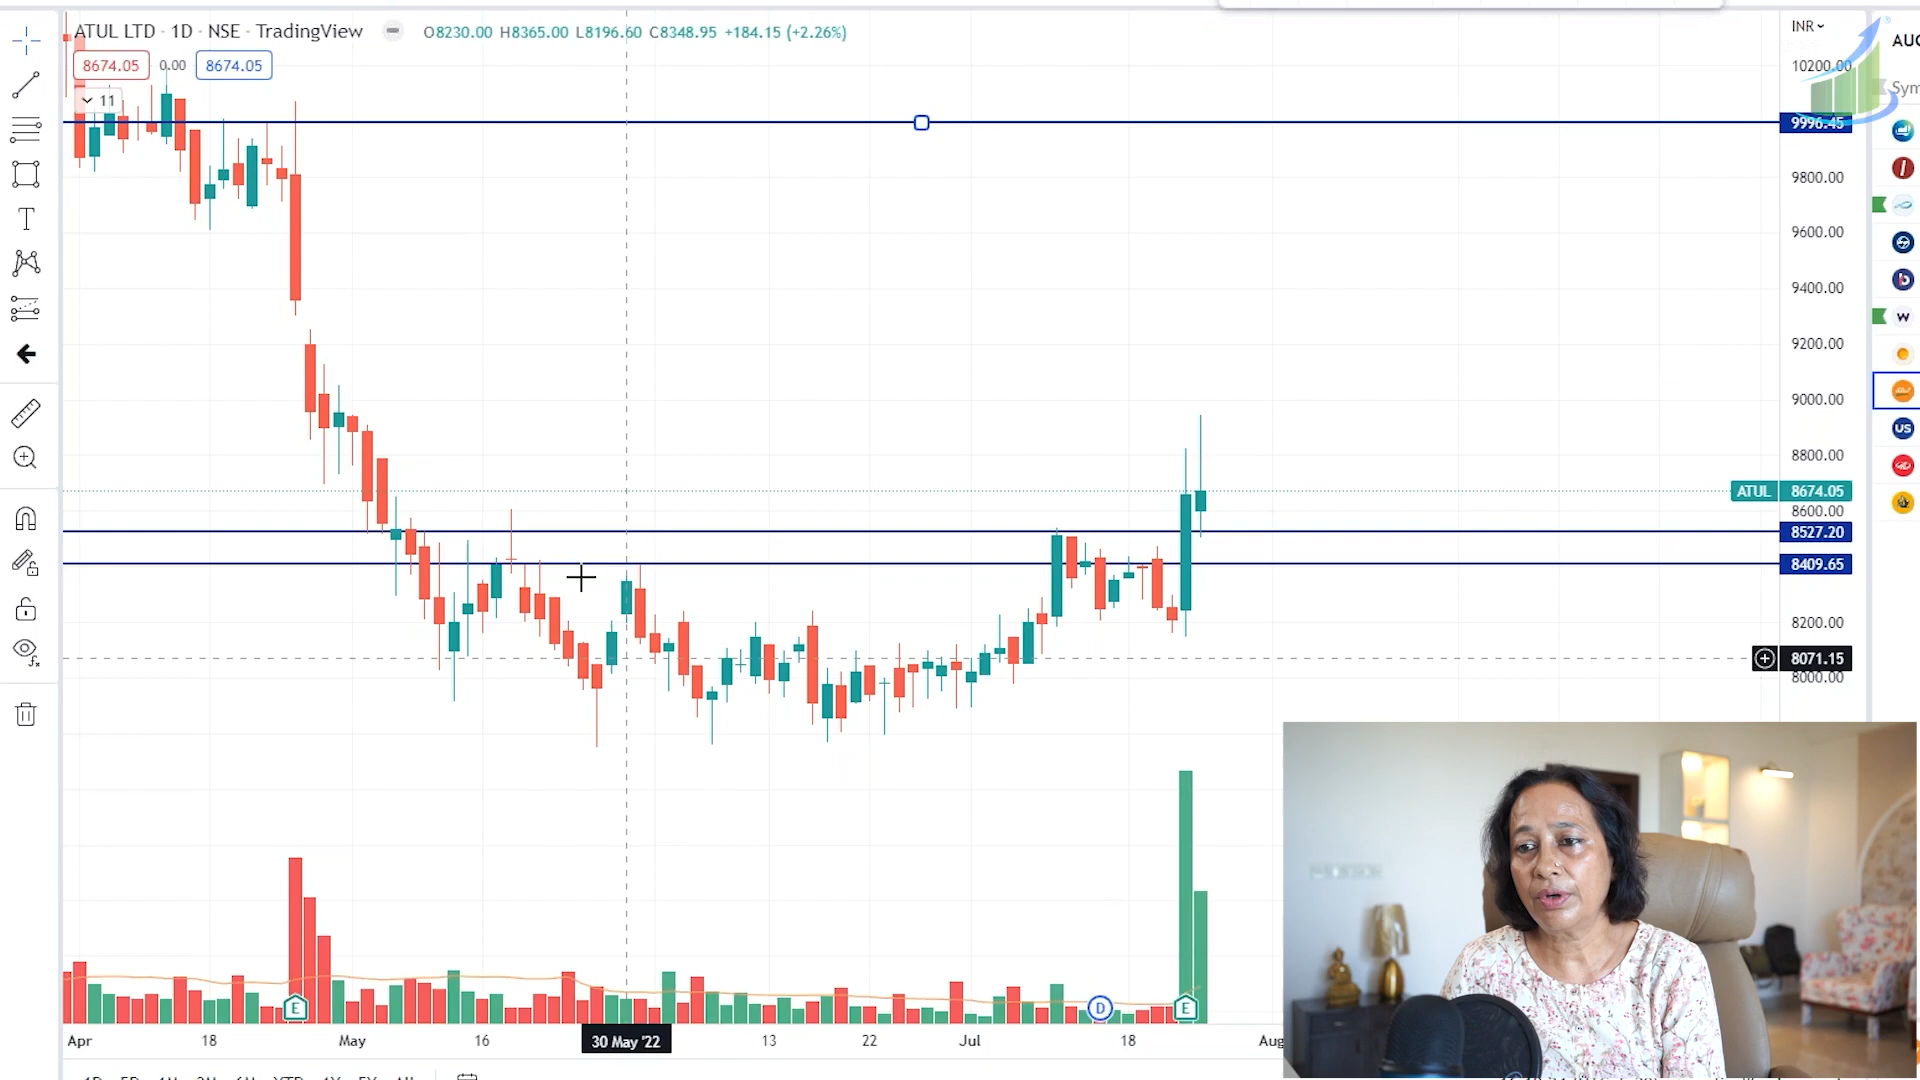 ATUL LTD · 1D · NSE · TradingView
O8230.00 H8365.00 L8196.60 C8348.95 +184.15 (+2.26%)
8674.05 0.00 8674.05
11
INR
10200.00
9996.45
9800.00
9600.00
9400.00
9200.00
9000.00
8800.00
ATUL 8674.05
8600.00
8527.20
8409.65
8200.00
8071.15
8000.00
T
W
US
E
D
E
Apr 18 May 16 30 May '22 13 22 Jul 18 Aug